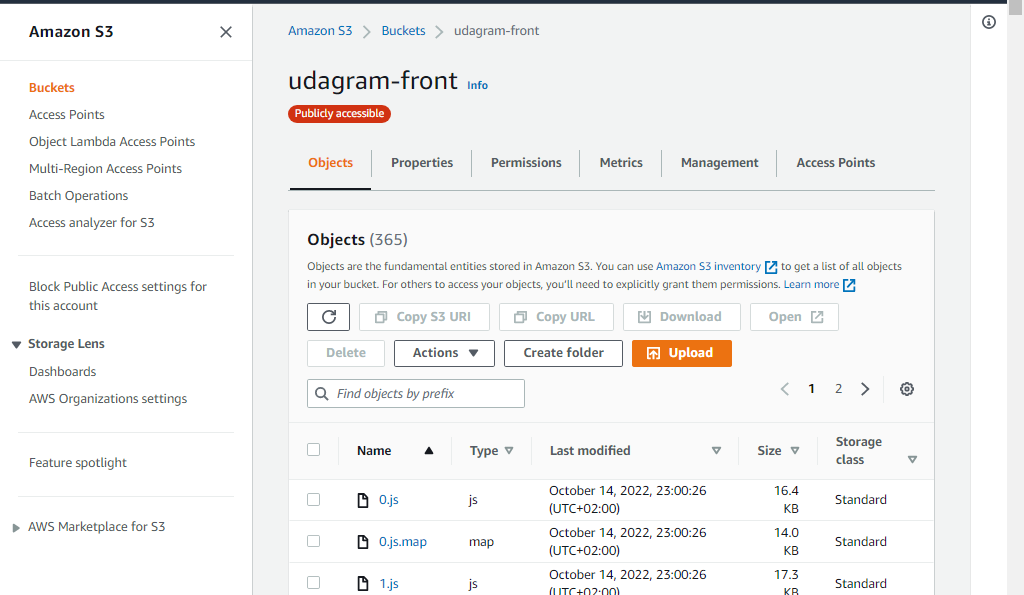 Amazon S3
Buckets
Access Points
Object Lambda Access Points
Multi-Region Access Points
Batch Operations
Access analyzer for S3
Block Public Access settings for
this account
Storage Lens
Dashboards
AWS Organizations settings
Feature spotlight
AWS Marketplace for S3
Amazon S3 Buckets udagram-front
udagram-front Info
Publicly accessible
Objects Properties Permissions Metrics Management Access Points
Objects (365)
Objects are the fundamental entities stored in Amazon S3. You can use Amazon S3 inventory to get a list of all objects
in your bucket. For others to access your objects, you'll need to explicitly grant them permissions. Learn more
Copy S3 URI Copy URL Download Open
Delete Actions Create folder Upload
Find objects by prefix 1 2
Name Type Last modified Size Storage
class
0.js js October 14, 2022, 23:00:26 16.4
(UTC+02:00) KB Standard
0.js.map map October 14, 2022, 23:00:26 14.0
(UTC+02:00) KB Standard
1.js js October 14, 2022, 23:00:26 17.3
(UTC+02:00) KB Standard